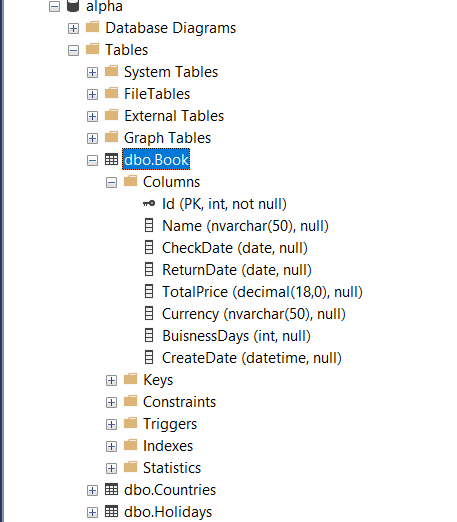 alpha
Database Diagrams
Tables
System Tables
FileTables
External Tables
Graph Tables
dbo.Book
Columns
Id (PK, int, not null)
Name (nvarchar(50), null)
CheckDate (date, null)
ReturnDate (date, null)
TotalPrice (decimal(18,0), null)
Currency (nvarchar(50), null)
BuisnessDays (int, null)
CreateDate (datetime, null)
Keys
Constraints
Triggers
Indexes
Statistics
dbo.Countries
dbo.Holidays